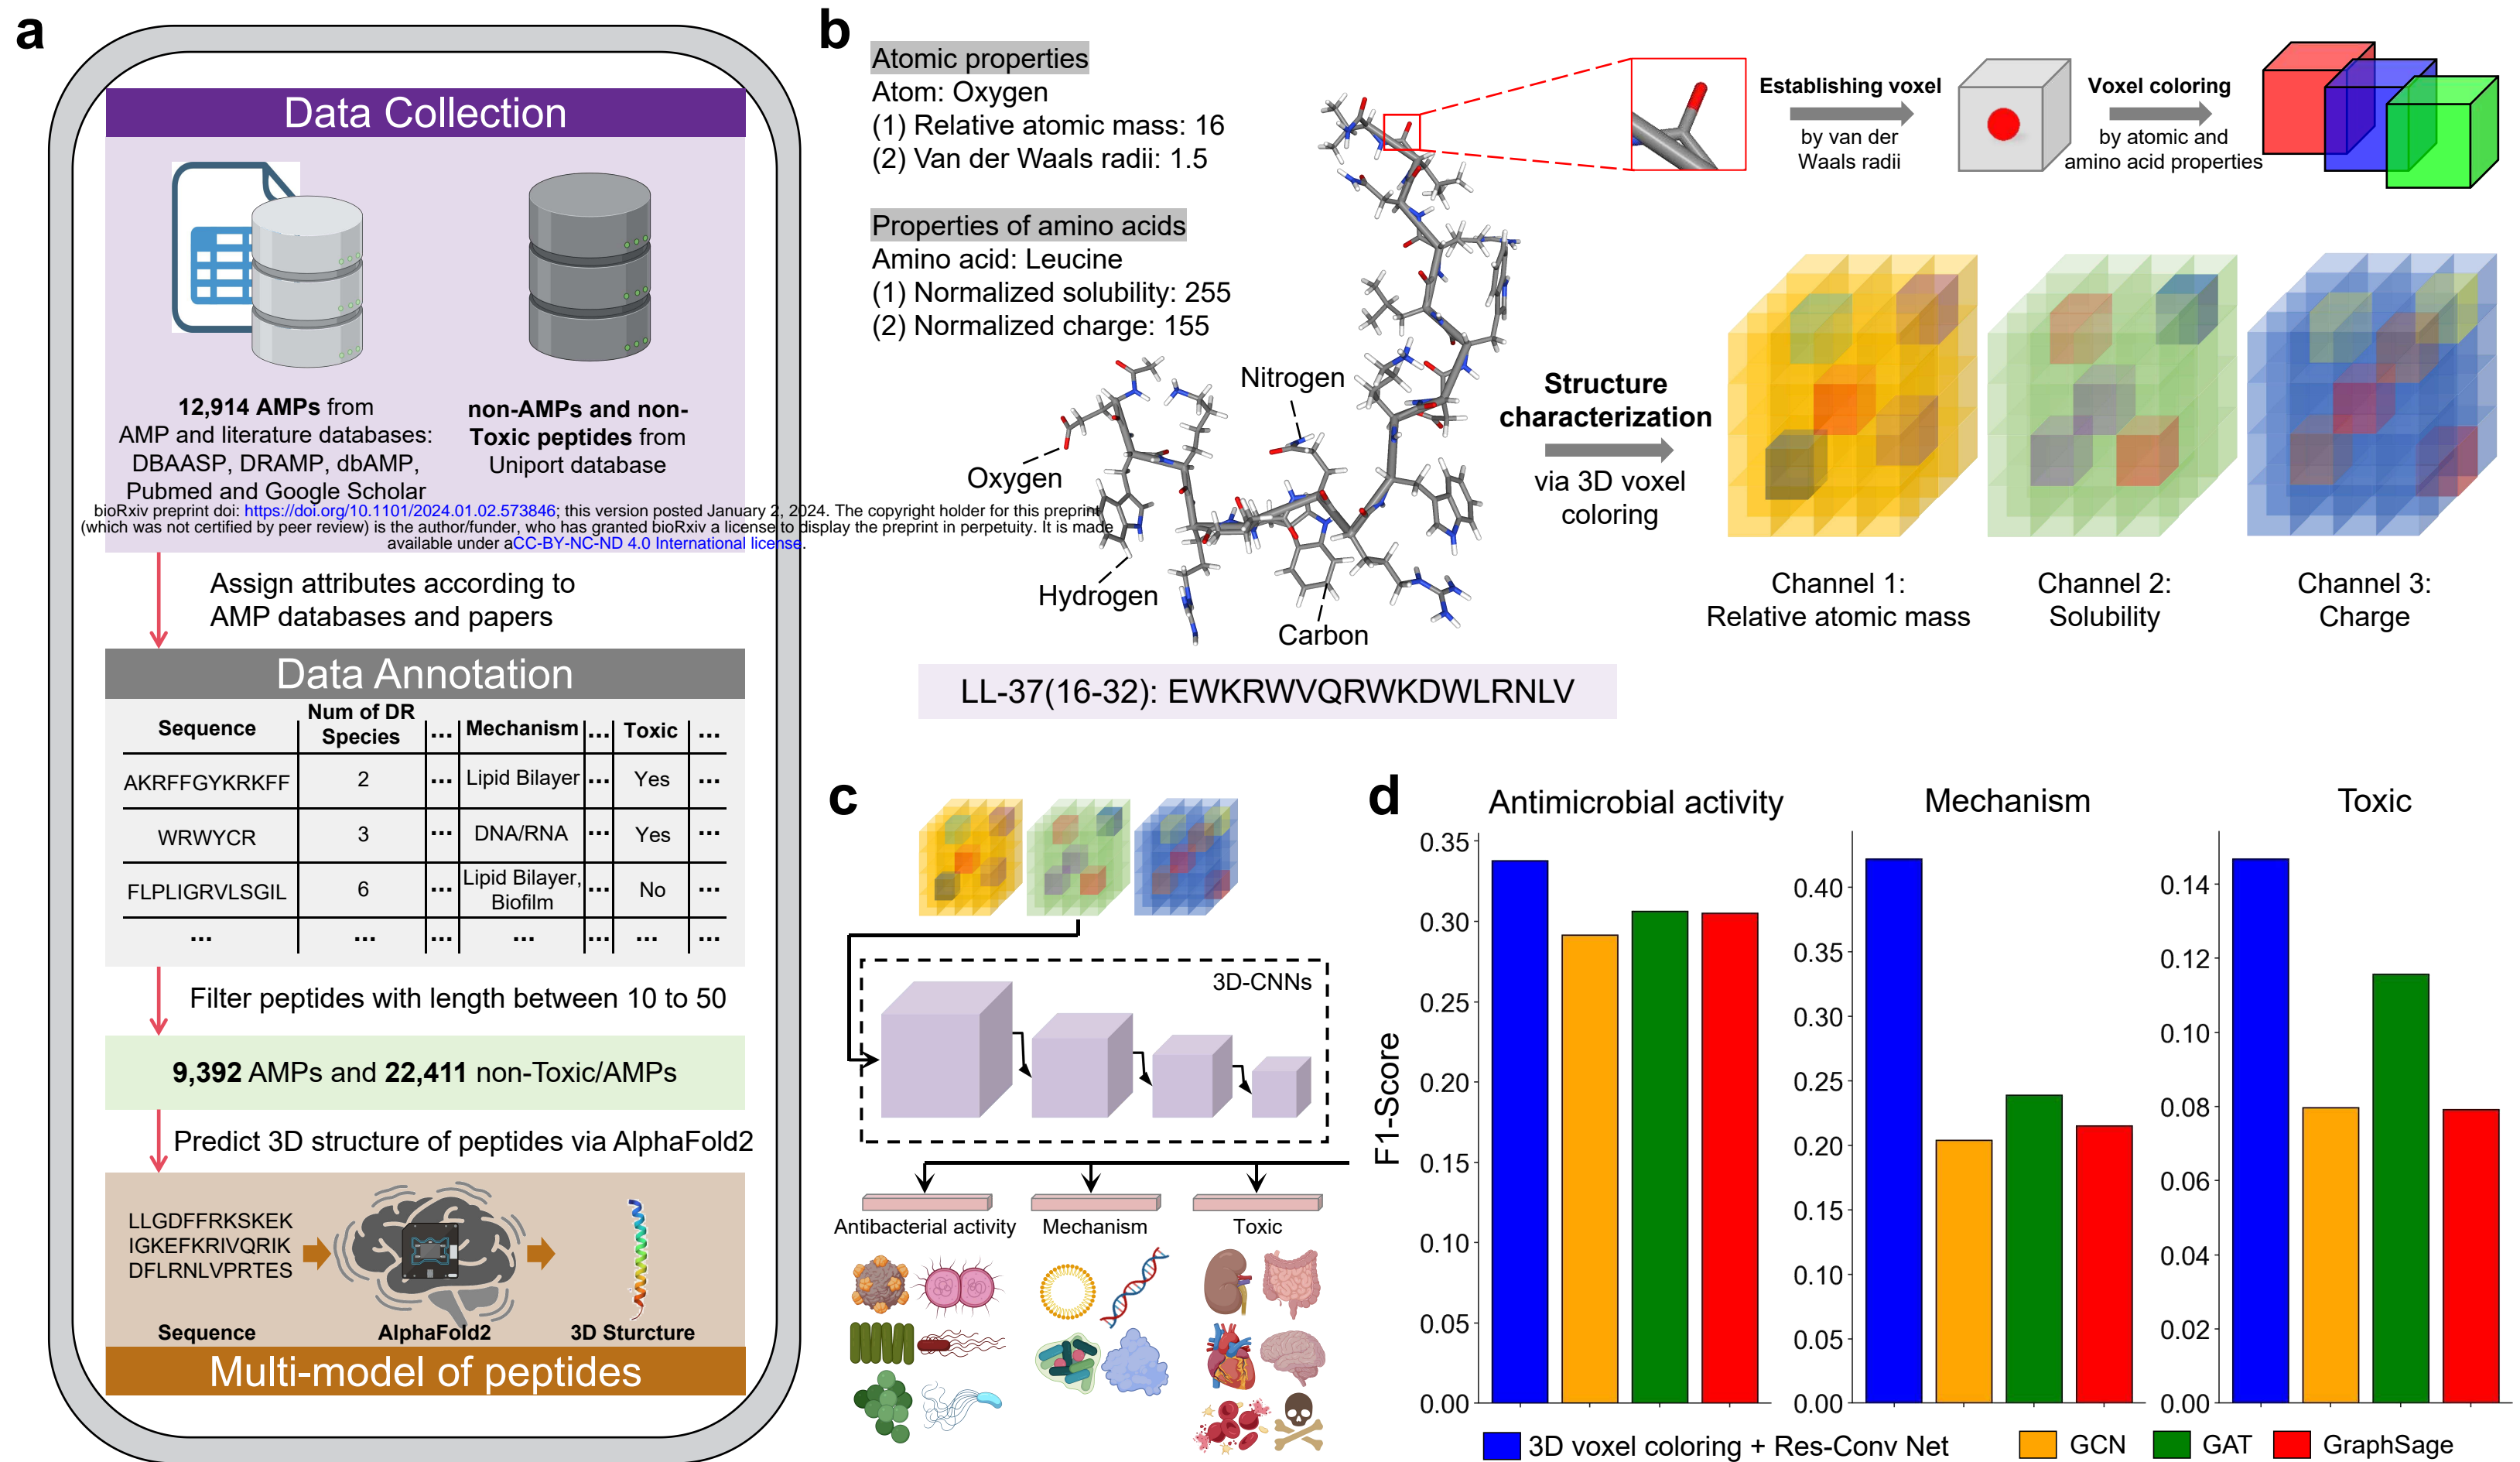 a
Data Collection
12,914 AMPs from
AMP and literature databases:
DBAASP, DRAMP, dbAMP,
Pubmed and Google Scholar
non-AMPs and non-
Toxic peptides from
Uniport database
bioRxiv preprint doi: https://doi.org/10.1101/2024.01.02.573846; this version posted January 2, 2024. The copyright holder for this preprint
(which was not certified by peer review) is the author/funder, who has granted bioRxiv a license to display the preprint in perpetuity. It is made
available under aCC-BY-NC-ND 4.0 International license.
Assign attributes according to
AMP databases and papers
Data Annotation
Sequence | Num of DR Species | ... | Mechanism | ... | Toxic | ...
AKRFFGYKRKFF | 2 | ... | Lipid Bilayer | ... | Yes | ...
WRWYCR | 3 | ... | DNA/RNA | ... | Yes | ...
FLPLIGRVLSGIL | 6 | ... | Lipid Bilayer, Biofilm | ... | No | ...
... | ... | ... | ... | ... | ... | ...
Filter peptides with length between 10 to 50
9,392 AMPs and 22,411 non-Toxic/AMPs
Predict 3D structure of peptides via AlphaFold2
LLGDFFRKSKEK
IGKEFKRIVQRIK
DFLRNLVPRTES
Sequence
AlphaFold2
3D Sturcture
Multi-model of peptides
b
Atomic properties
Atom: Oxygen
(1) Relative atomic mass: 16
(2) Van der Waals radii: 1.5
Properties of amino acids
Amino acid: Leucine
(1) Normalized solubility: 255
(2) Normalized charge: 155
Establishing voxel
by van der
Waals radii
Voxel coloring
by atomic and
amino acid properties
Nitrogen
Oxygen
Hydrogen
Carbon
Structure
characterization
via 3D voxel
coloring
Channel 1:
Relative atomic mass
Channel 2:
Solubility
Channel 3:
Charge
LL-37(16-32): EWKRWVQRWKDWLRNLV
c
3D-CNNs
Antibacterial activity
Mechanism
Toxic
d
F1-Score
Antimicrobial activity
0.35
0.30
0.25
0.20
0.15
0.10
0.05
0.00
Mechanism
0.40
0.35
0.30
0.25
0.20
0.15
0.10
0.05
0.00
Toxic
0.14
0.12
0.10
0.08
0.06
0.04
0.02
0.00
3D voxel coloring + Res-Conv Net
GCN
GAT
GraphSage